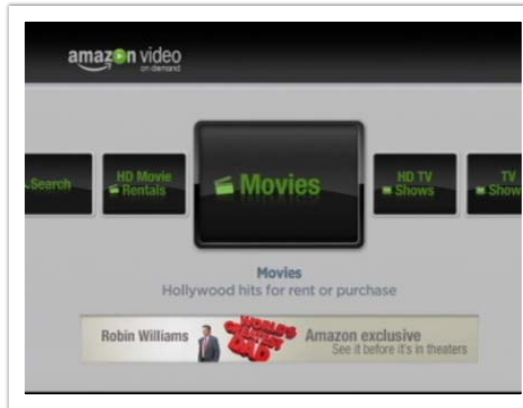 amazon video
on demand
Search
HD Movie
Rentals
Movies
HD TV
Shows
TV
Show
Movies
Hollywood hits for rent or purchase
Robin Williams
WORLD'S
GREATEST
DAD
Amazon exclusive
See it before it's in theaters